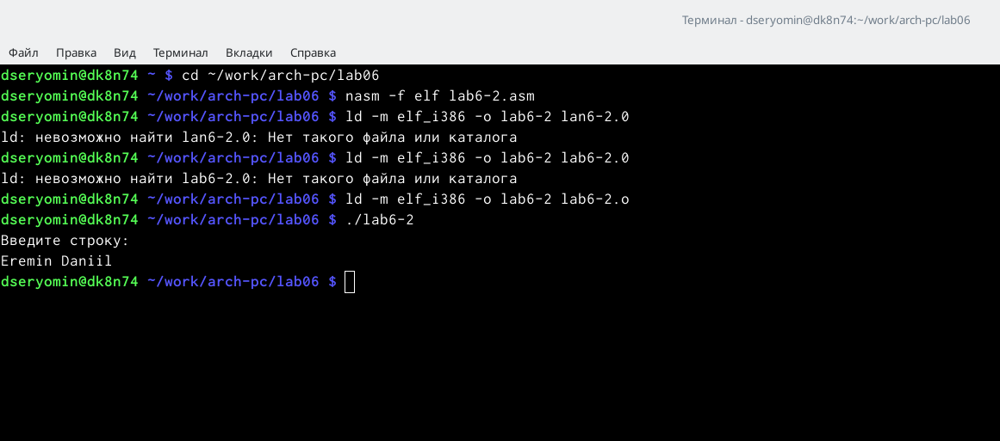 Терминал - dseryomin@dk8n74:~/work/arch-pc/lab06
Файл Правка Вид Терминал Вкладки Справка
dseryomin@dk8n74 ~ $ cd ~/work/arch-pc/lab06
dseryomin@dk8n74 ~/work/arch-pc/lab06 $ nasm -f elf lab6-2.asm
dseryomin@dk8n74 ~/work/arch-pc/lab06 $ ld -m elf_i386 -o lab6-2 lan6-2.0
ld: невозможно найти lan6-2.0: Нет такого файла или каталога
dseryomin@dk8n74 ~/work/arch-pc/lab06 $ ld -m elf_i386 -o lab6-2 lab6-2.0
ld: невозможно найти lab6-2.0: Нет такого файла или каталога
dseryomin@dk8n74 ~/work/arch-pc/lab06 $ ld -m elf_i386 -o lab6-2 lab6-2.o
dseryomin@dk8n74 ~/work/arch-pc/lab06 $ ./lab6-2
Введите строку:
Eremin Daniil
dseryomin@dk8n74 ~/work/arch-pc/lab06 $